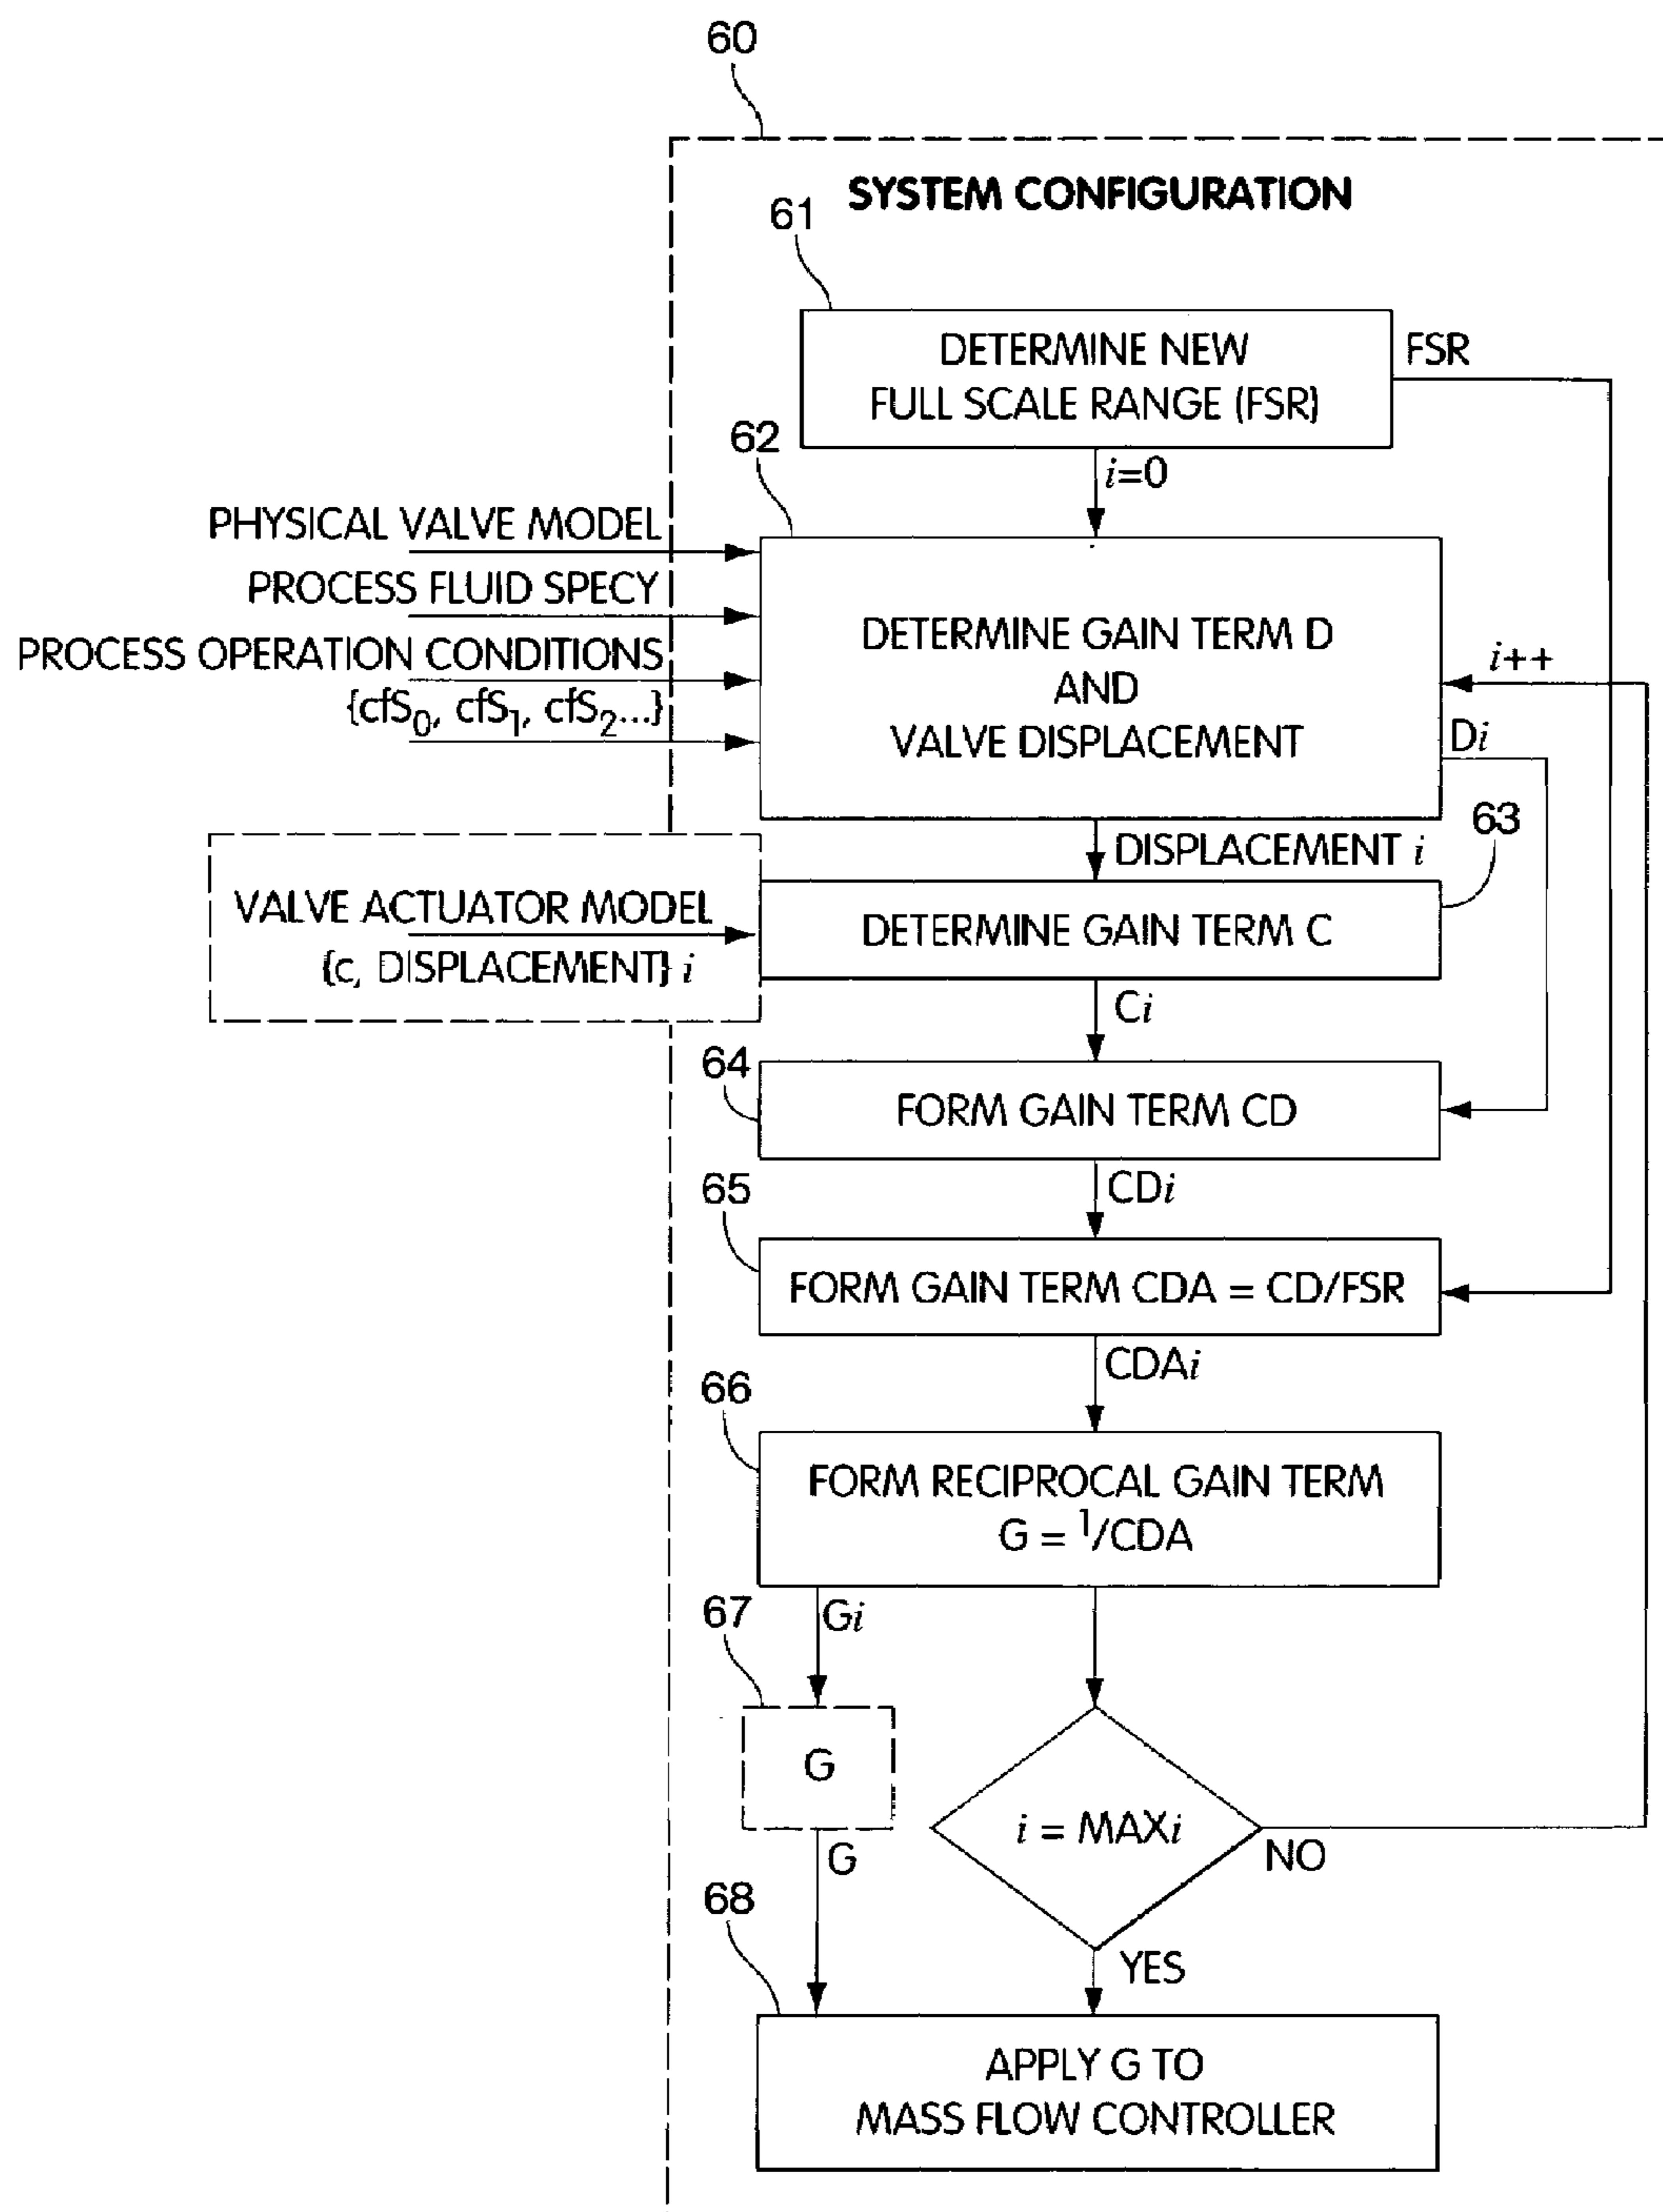 60
SYSTEM CONFIGURATION
61
DETERMINE NEW
FULL SCALE RANGE (FSR)
FSR
62
i=0
PHYSICAL VALVE MODEL
PROCESS FLUID SPECY
PROCESS OPERATION CONDITIONS
{cfS0, cfS1, cfS2...}
DETERMINE GAIN TERM D
AND
VALVE DISPLACEMENT
i++
Di
DISPLACEMENT i
63
VALVE ACTUATOR MODEL
{c, DISPLACEMENT} i
DETERMINE GAIN TERM C
Ci
64
FORM GAIN TERM CD
CDi
65
FORM GAIN TERM CDA = CD/FSR
CDAi
66
FORM RECIPROCAL GAIN TERM
G = 1/CDA
67
Gi
G
i = MAXi
NO
G
68
YES
APPLY G TO
MASS FLOW CONTROLLER